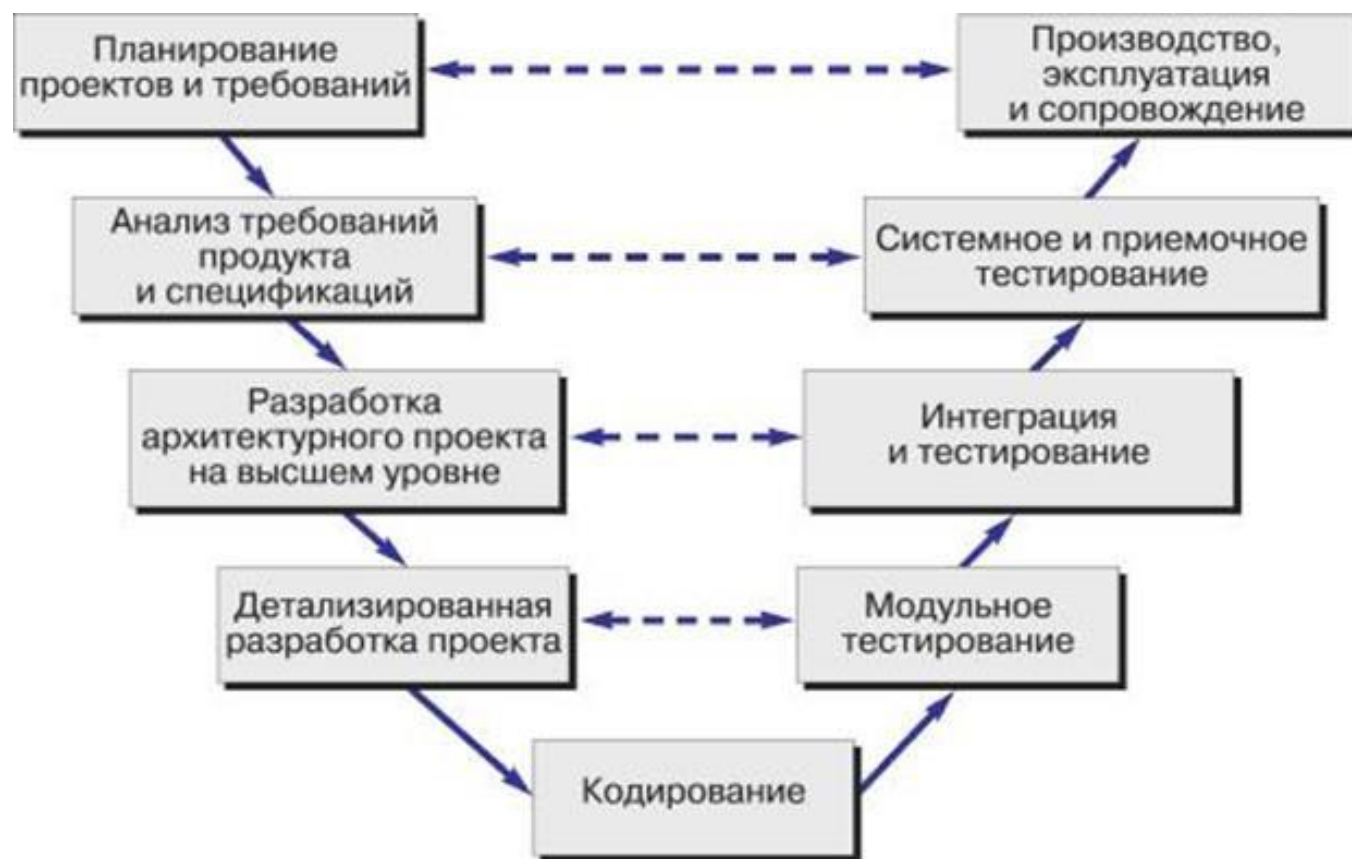 Планирование
проектов и требований
Производство,
эксплуатация
и сопровождение
Анализ требований
продукта
и спецификаций
Системное и приемочное
тестирование
Разработка
архитектурного проекта
на высшем уровне
Интеграция
и тестирование
Детализированная
разработка проекта
Модульное
тестирование
Кодирование